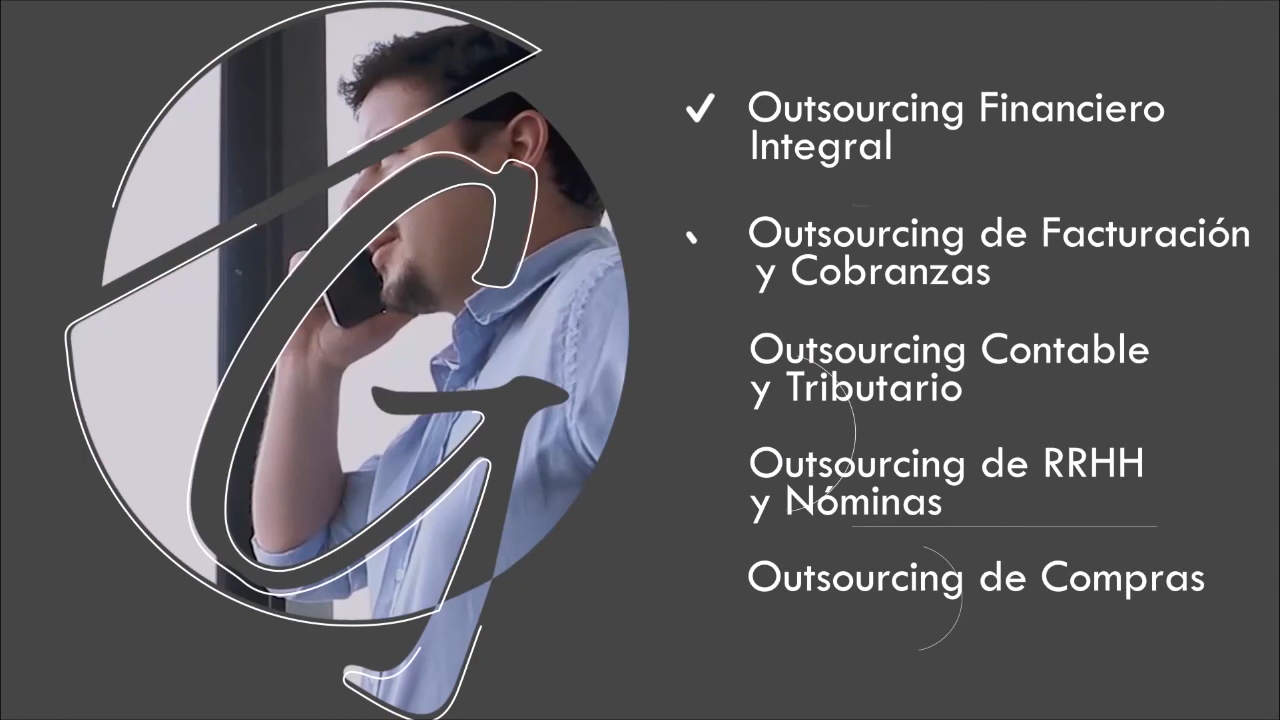 Outsourcing Financiero
Integral
Outsourcing de Facturación
y Cobranzas
Outsourcing Contable
y Tributario
Outsourcing de RRHH
y Nóminas
Outsourcing de Compras